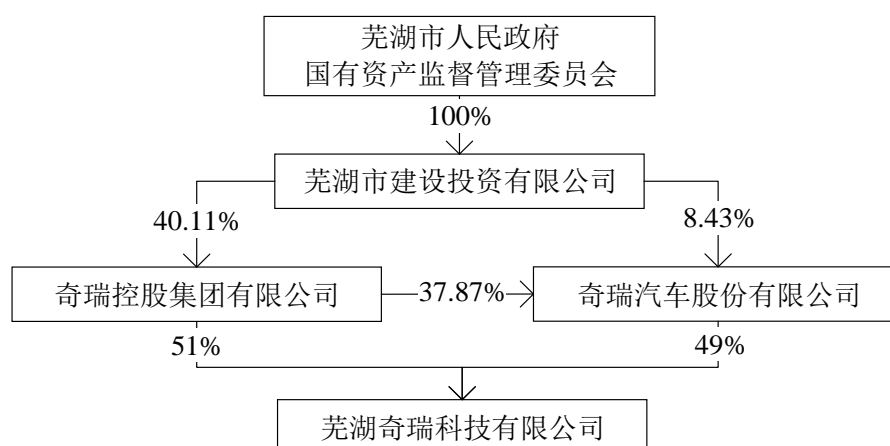 芜湖市人民政府
国有资产监督管理委员会
100%
芜湖市建设投资有限公司
40.11%
8.43%
奇瑞控股集团有限公司
37.87%
奇瑞汽车股份有限公司
51%
49%
芜湖奇瑞科技有限公司